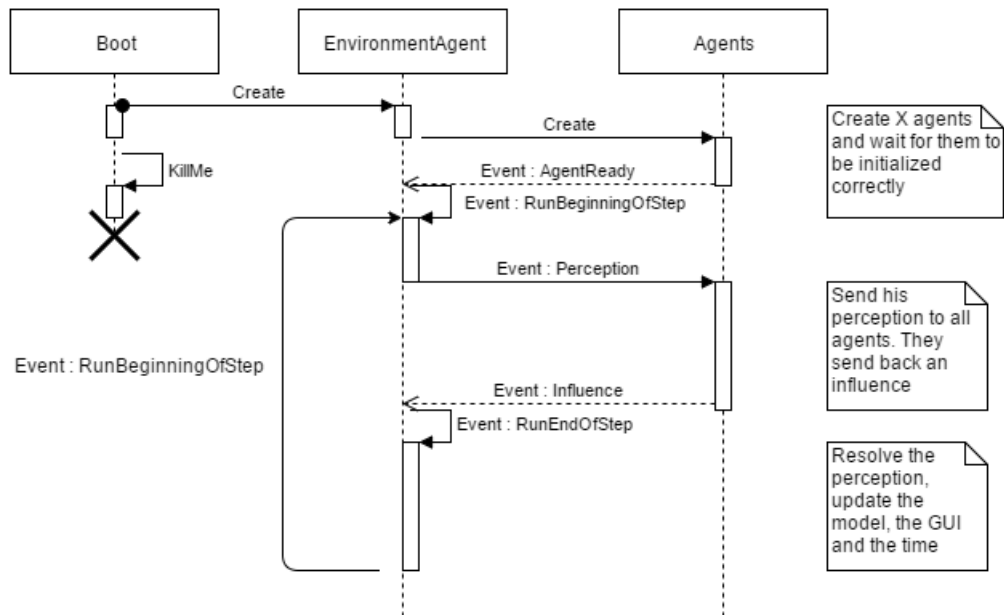 Boot
EnvironmentAgent
Agents
Create
Create
Create X agents
and wait for them to
be initialized
correctly
KillMe
Event : AgentReady
Event : RunBeginningOfStep
Event : Perception
Send his
perception to all
agents. They
send back an
influence
Event : RunBeginningOfStep
Event : Influence
Event : RunEndOfStep
Resolve the
perception,
update the
model, the GUI
and the time